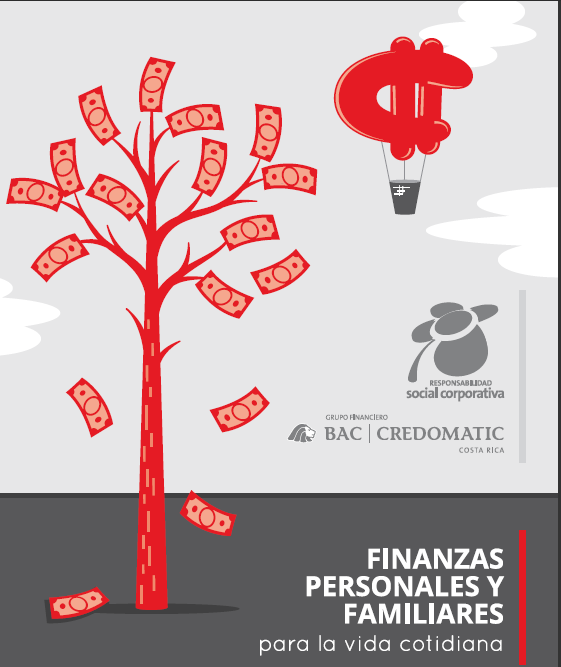 RESPONSABILIDAD
social corporativa
GRUPO FINANCIERO
BAC | CREDOMATIC
COSTA RICA
FINANZAS
PERSONALES Y
FAMILIARES
para la vida cotidiana